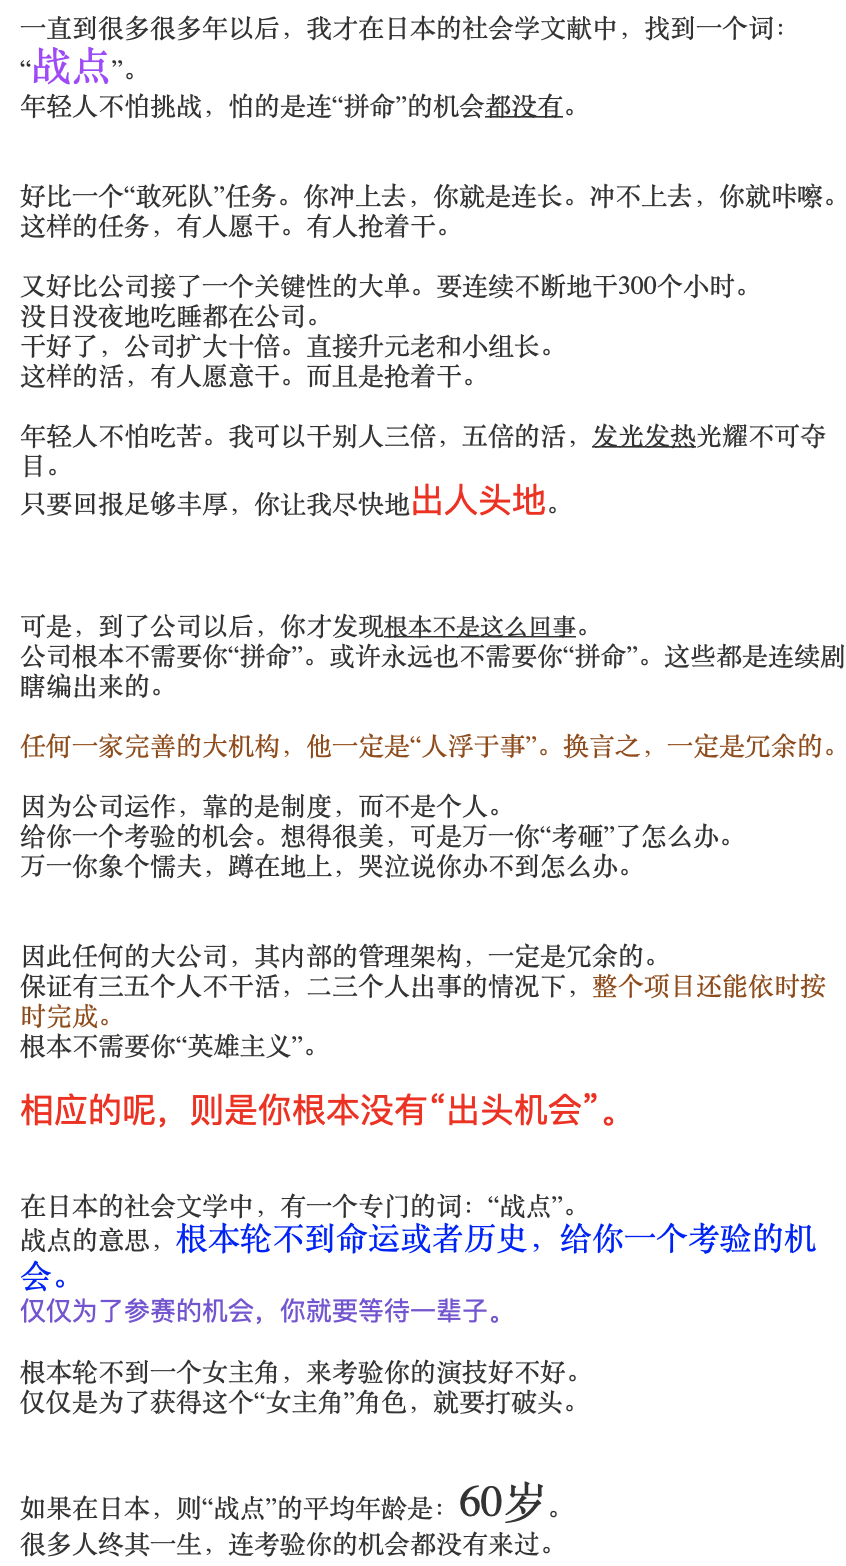 一直到很多很多年以后，我才在日本的社会学文献中，找到一个词：
“战点”。
年轻人不怕挑战，怕的是连“拼命”的机会都没有。
好比一个“敢死队”任务。你冲上去，你就是连长。冲不上去，你就咔嚓。
这样的任务，有人愿干。有人抢着干。
又好比公司接了一个关键性的大单。要连续不断地干300个小时。
没日没夜地吃睡都在公司。
干好了，公司扩大十倍。直接升元老和小组长。
这样的活，有人愿意干。而且是抢着干。
年轻人不怕吃苦。我可以干别人三倍，五倍的活，发光发热光耀不可夺
目。
只要回报足够丰厚，你让我尽快地出人头地。
可是，到了公司以后，你才发现根本不是这么回事。
公司根本不需要你“拼命”。或许永远也不需要你“拼命”。这些都是连续剧
瞎编出来的。
任何一家完善的大机构，他一定是“人浮于事”。换言之，一定是冗余的。
因为公司运作，靠的是制度，而不是个人。
给你一个考验的机会。想得很美，可是万一你“考砸”了怎么办。
万一你象个懦夫，蹲在地上，哭泣说你办不到怎么办。
因此任何的大公司，其内部的管理架构，一定是冗余的。
保证有三五个人不干活，二三个人出事的情况下，整个项目还能依时按
时完成。
根本不需要你“英雄主义”。
相应的呢，则是你根本没有“出头机会”。
在日本的社会文学中，有一个专门的词：“战点”。
战点的意思，根本轮不到命运或者历史，给你一个考验的机
会。
仅仅为了参赛的机会，你就要等待一辈子。
根本轮不到一个女主角，来考验你的演技好不好。
仅仅是为了获得这个“女主角”角色，就要打破头。
如果在日本，则“战点”的平均年龄是：60岁。
很多人终其一生，连考验你的机会都没有来过。